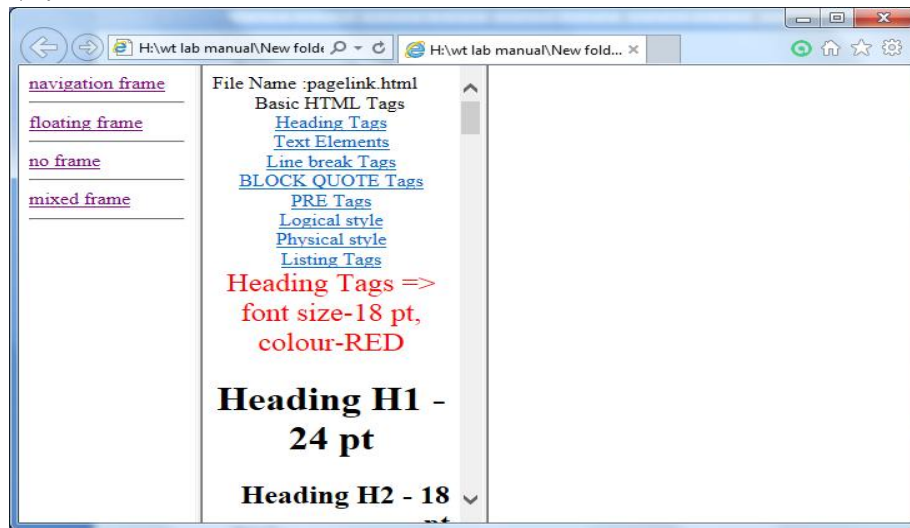 H:\wt lab manual\New folde
H:\wt lab manual\New fold...
navigation frame
floating frame
no frame
mixed frame
File Name :pagelink.html
Basic HTML Tags
Heading Tags
Text Elements
Line break Tags
BLOCK QUOTE Tags
PRE Tags
Logical style
Physical style
Listing Tags
Heading Tags =>
font size-18 pt,
colour-RED
Heading H1 -
24 pt
Heading H2 - 18
pt